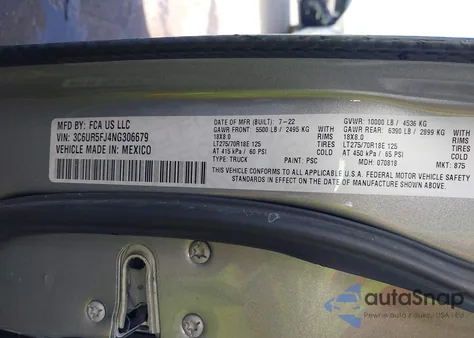 MFD BY: FCA US LLC
VIN: 3C6UR5FJ4NG306679
VEHICLE MADE IN: MEXICO
DATE OF MFR (BUILT): 7-22 GVWR: 10000 LB / 4536 KG
GAWR FRONT: 5500 LB / 2495 KG WITH GAWR REAR: 6390 LB / 2899 KG WITH
18X8.0 RIMS 18X8.0 RIMS
LT275/70R18E 125 TIRES LT275/70R18E 125 TIRES
AT 415 kPa / 60 PSI COLD AT 450 kPa / 65 PSI COLD
TYPE: TRUCK PAINT: PSC MDH: 070818 MKT: 875
THIS VEHICLE CONFORMS TO ALL APPLICABLE U.S.A. FEDERAL MOTOR VEHICLE SAFETY
STANDARDS IN EFFECT ON THE DATE OF MANUFACTURE SHOWN ABOVE
autoSnap
Pewne auto z USA i EU